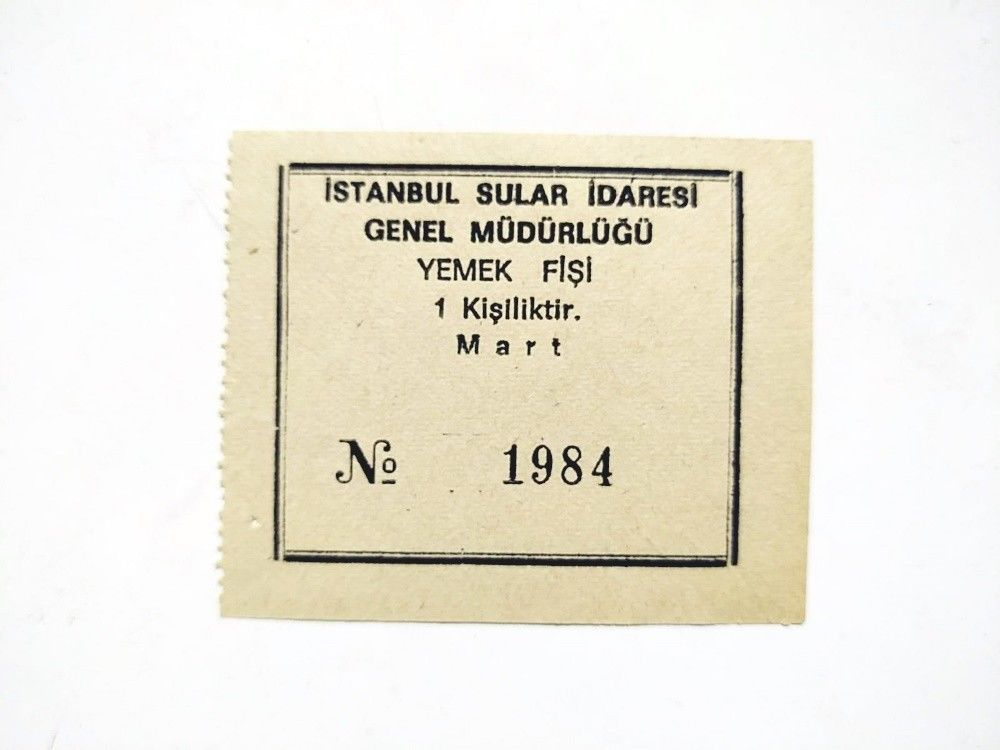 İSTANBUL SULAR İDARESİ
GENEL MÜDÜRLÜĞÜ
YEMEK FİŞİ
1 Kişiliktir.
Mart
№ 1984